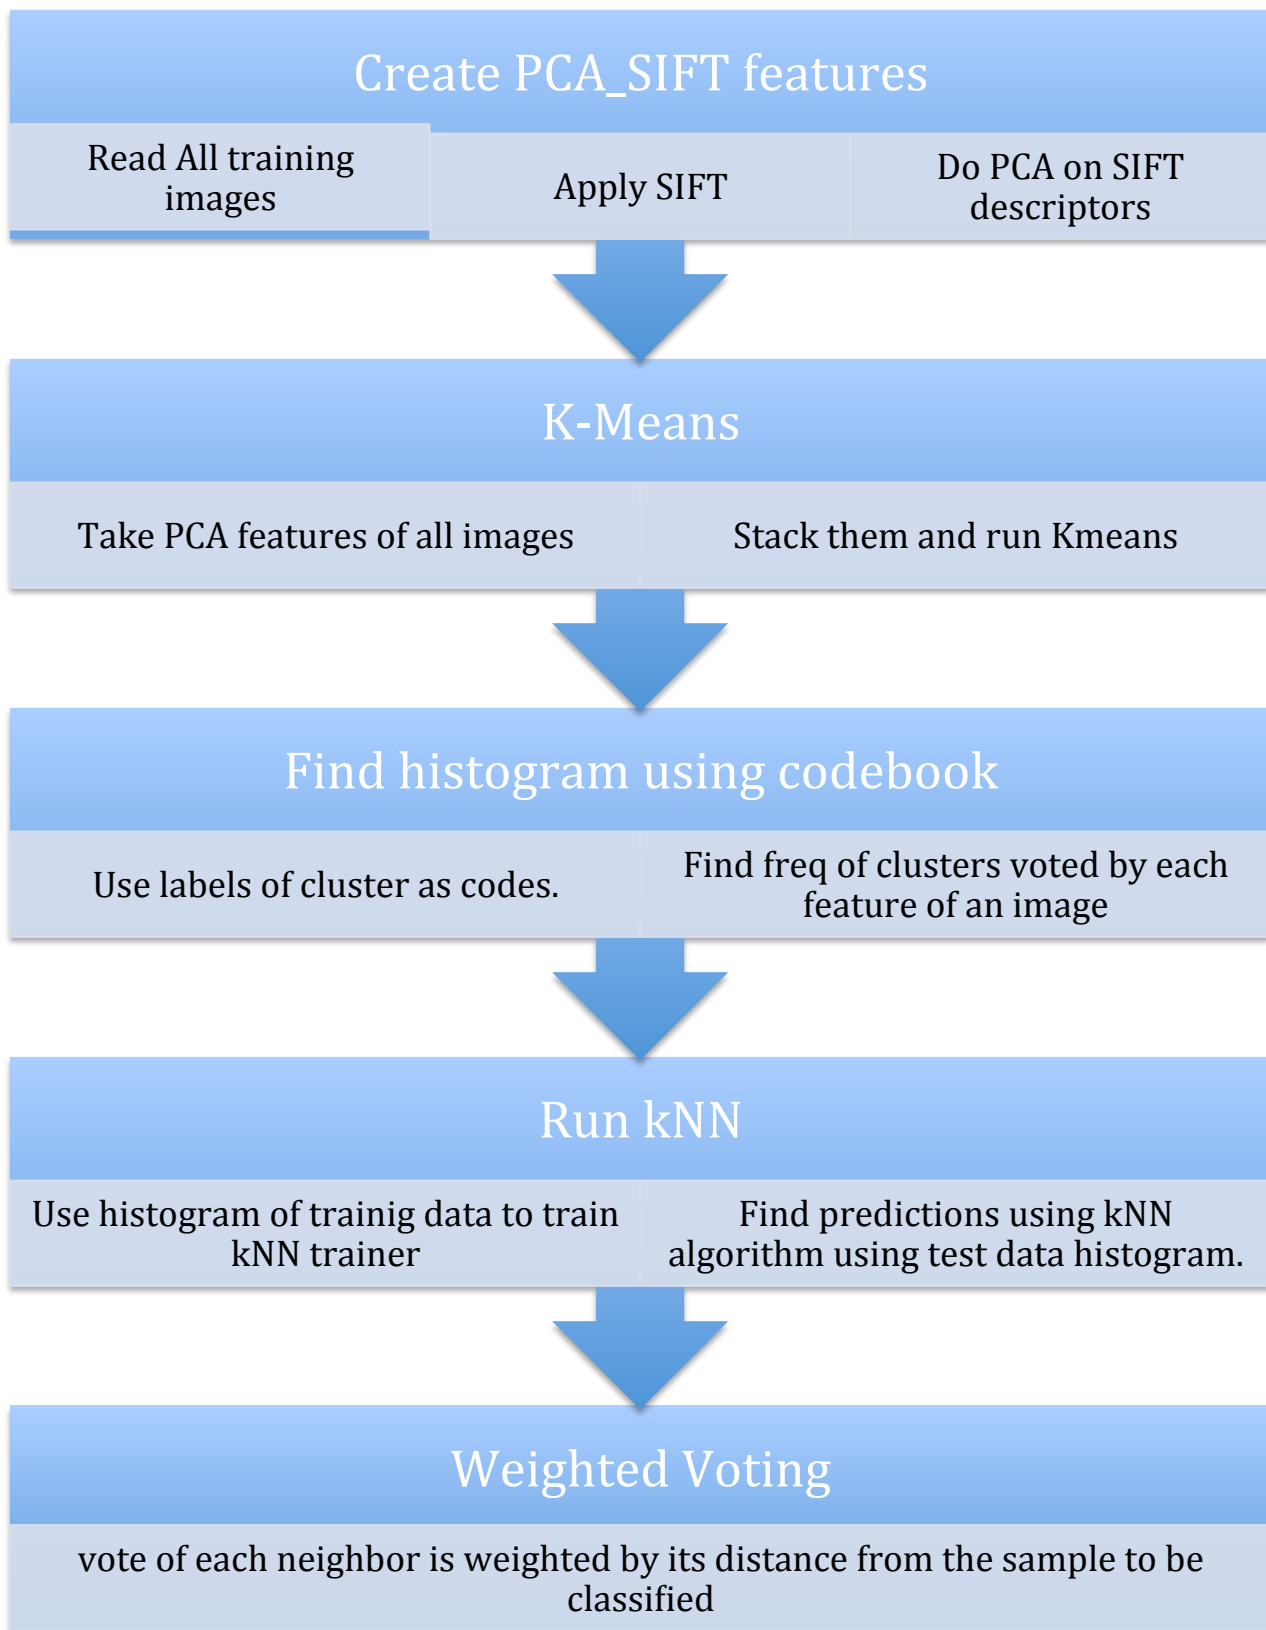 Create PCA_SIFT features
Read All training
images
Apply SIFT
Do PCA on SIFT
descriptors
K-Means
Take PCA features of all images
Stack them and run Kmeans
Find histogram using codebook
Use labels of cluster as codes.
Find freq of clusters voted by each
feature of an image
Run kNN
Use histogram of trainig data to train
kNN trainer
Find predictions using kNN
algorithm using test data histogram.
Weighted Voting
vote of each neighbor is weighted by its distance from the sample to be
classified